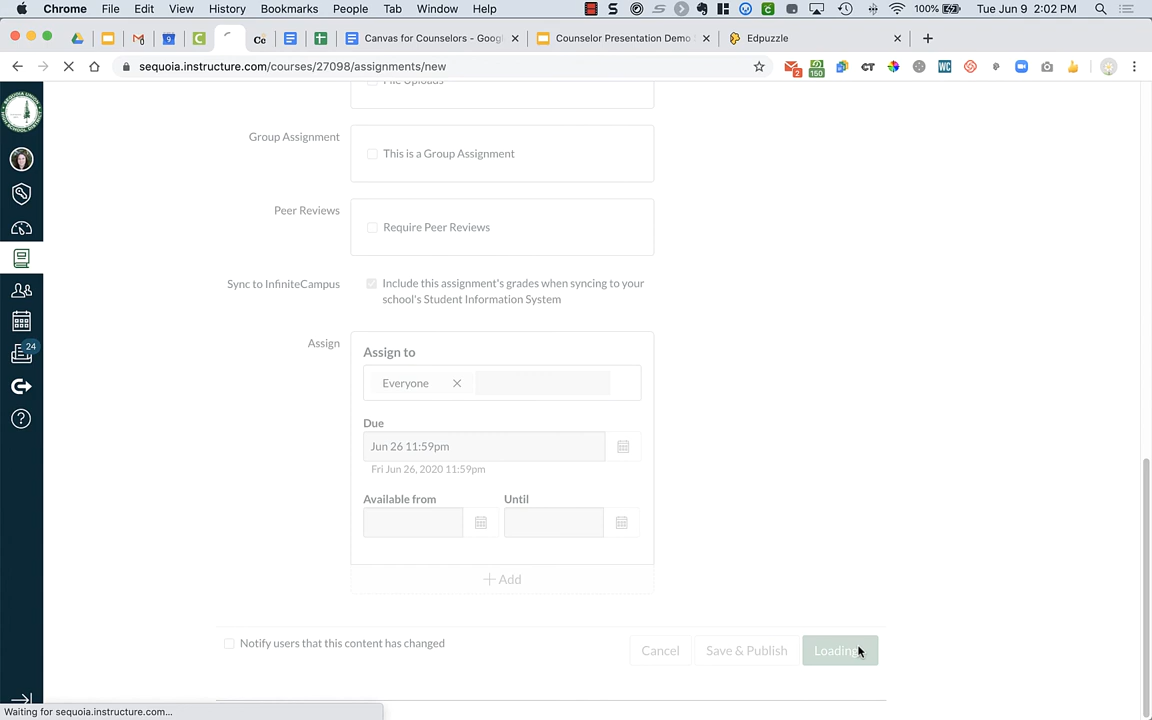 Chrome File Edit View History Bookmarks People Tab Window Help 100% Tue Jun 9 2:02 PM
Canvas for Counselors - Googl
Counselor Presentation Demo
Edpuzzle
sequoia.instructure.com/courses/27098/assignments/new
File Uploads
Group Assignment
This is a Group Assignment
Peer Reviews
Require Peer Reviews
Sync to InfiniteCampus
Include this assignment's grades when syncing to your
school's Student Information System
Assign
Assign to
Everyone
Due
Jun 26 11:59pm
Fri Jun 26, 2020 11:59pm
Available from Until
+ Add
24
Notify users that this content has changed
Cancel Save & Publish Loading
Waiting for sequoia.instructure.com...